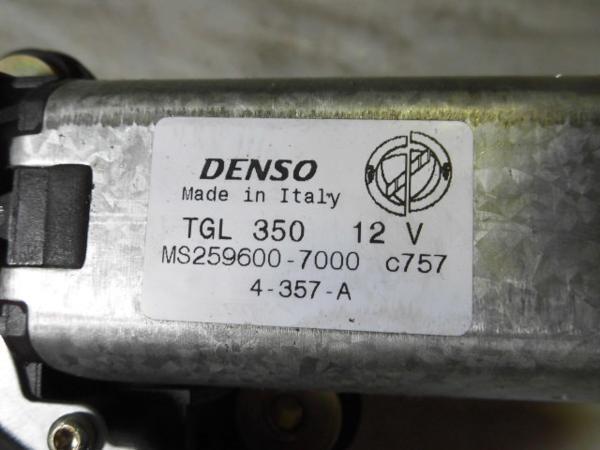 DENSO
Made in Italy
TGL 350 12 V
MS259600-7000 c757
4-357-A